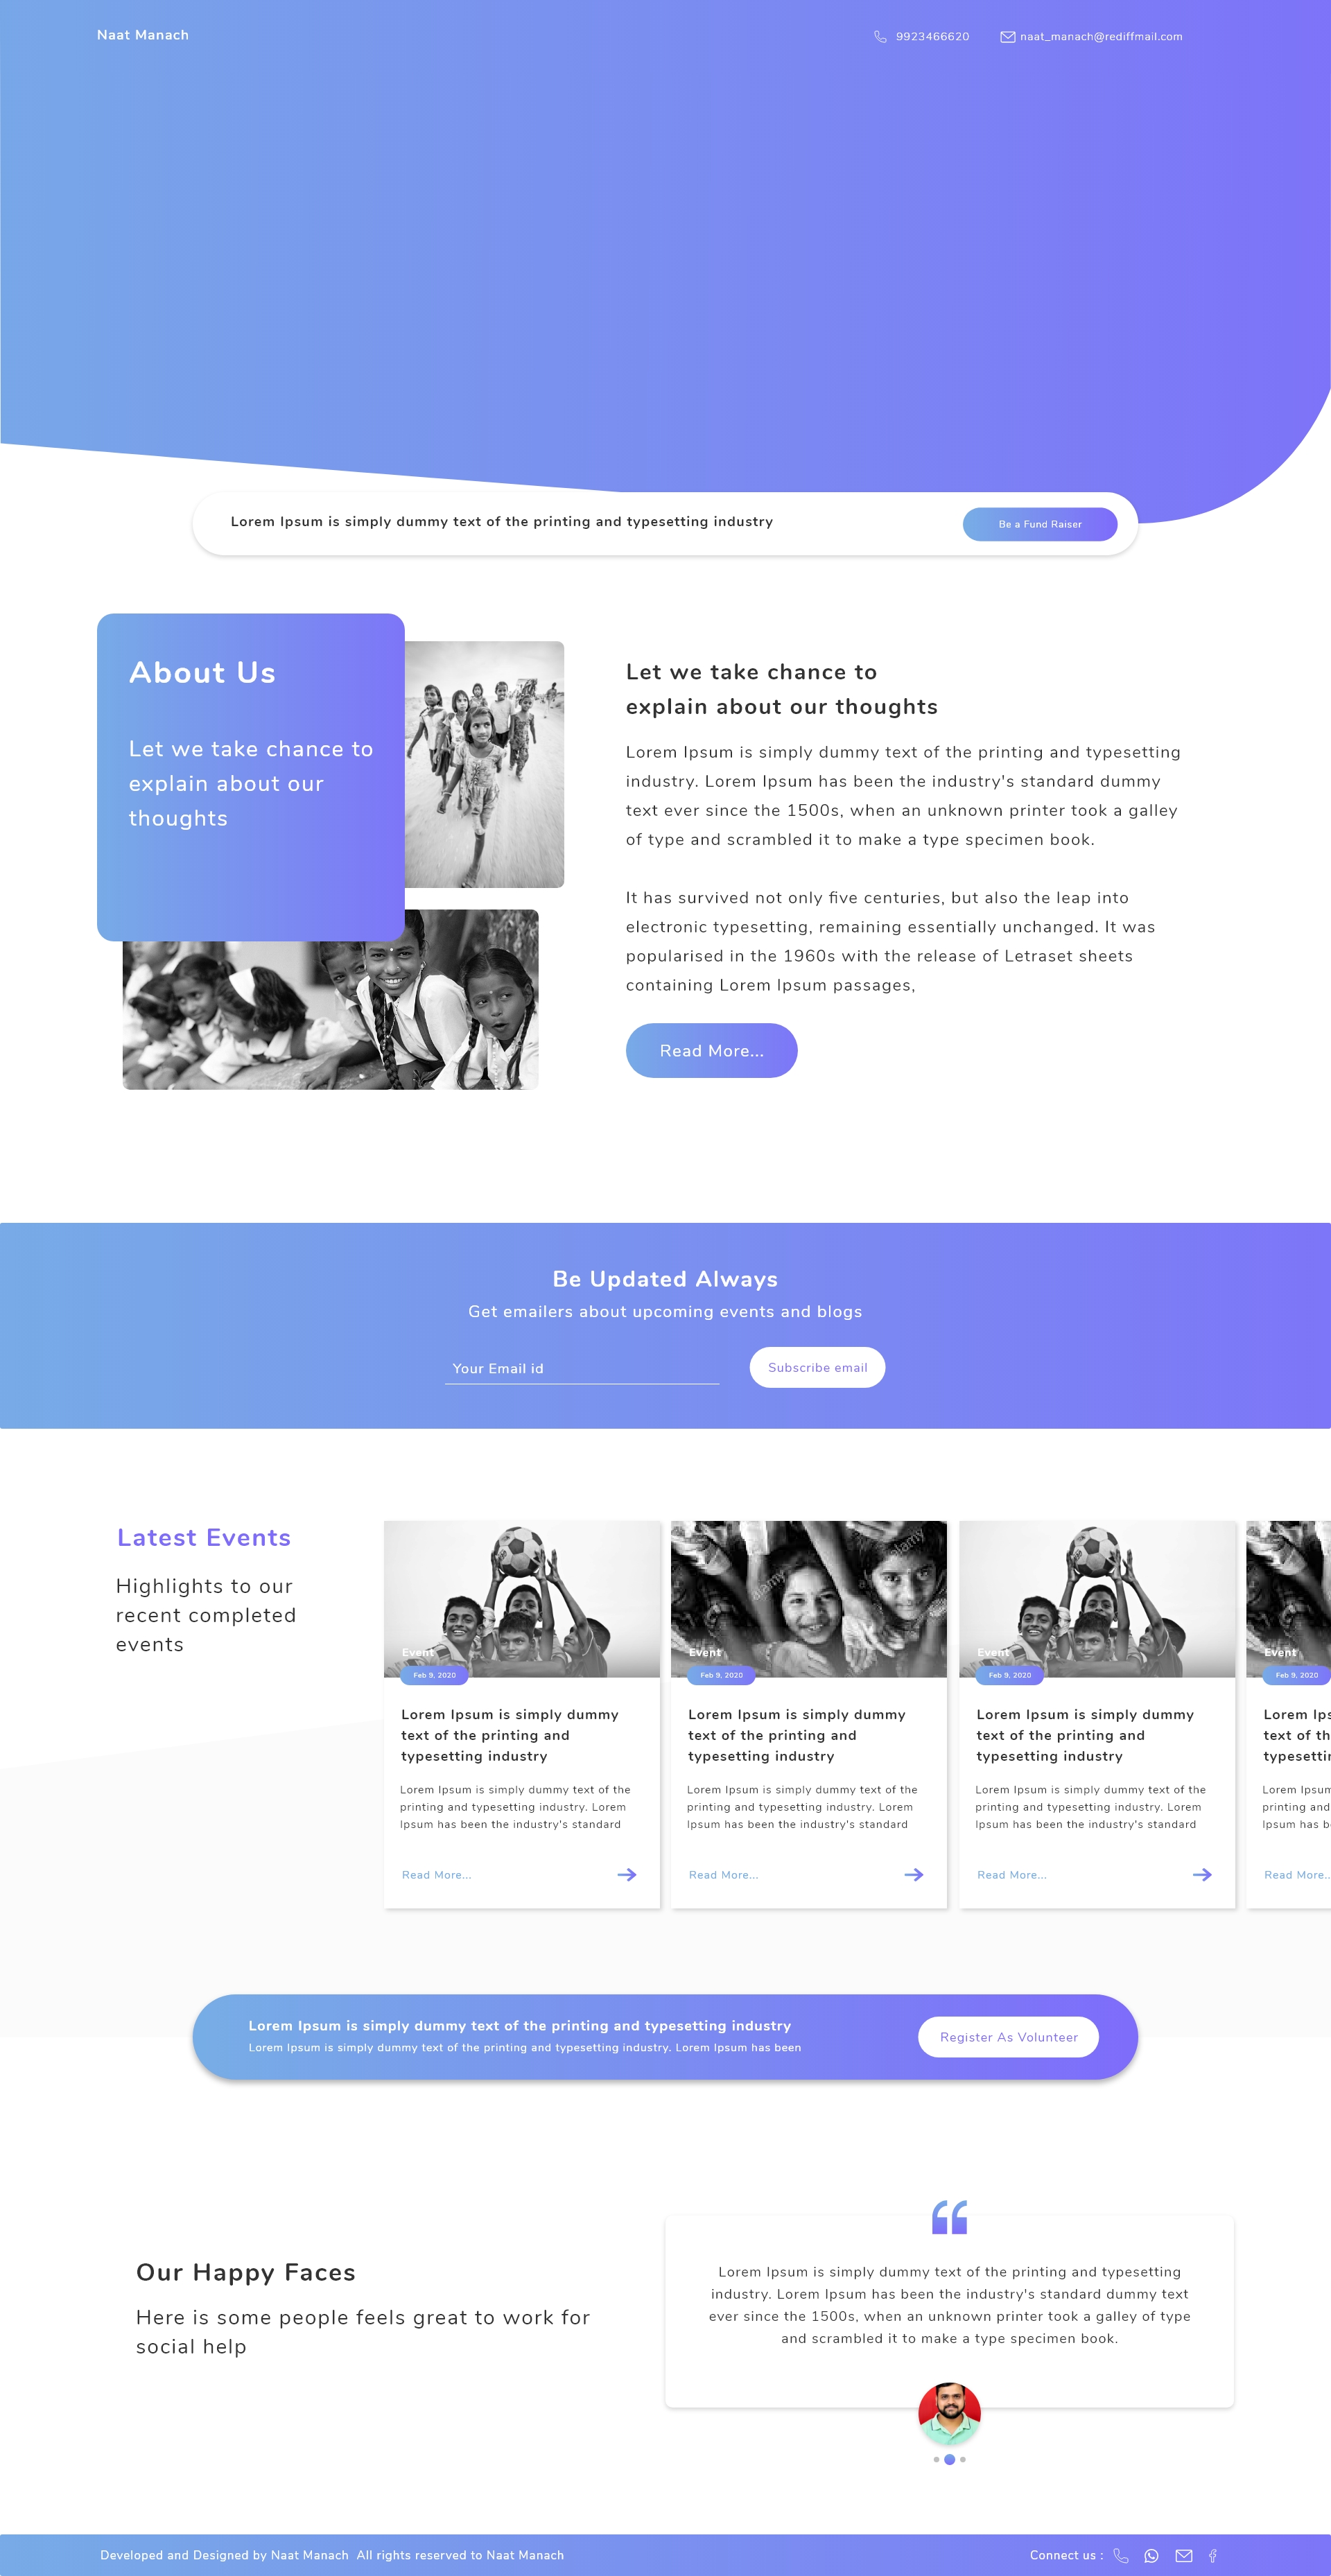 Naat Manach
9923466620
naat_manach@rediffmail.com
Lorem Ipsum is simply dummy text of the printing and typesetting industry
Be a Fund Raiser
About Us
Let we take chance to
explain about our
thoughts
Let we take chance to
explain about our thoughts
Lorem Ipsum is simply dummy text of the printing and typesetting
industry. Lorem Ipsum has been the industry's standard dummy
text ever since the 1500s, when an unknown printer took a galley
of type and scrambled it to make a type specimen book.
It has survived not only five centuries, but also the leap into
electronic typesetting, remaining essentially unchanged. It was
popularised in the 1960s with the release of Letraset sheets
containing Lorem Ipsum passages,
Read More...
Be Updated Always
Get emailers about upcoming events and blogs
Your Email id
Subscribe email
Latest Events
Highlights to our
recent completed
events
Event
Feb 9, 2020
Lorem Ipsum is simply dummy
text of the printing and
typesetting industry
Lorem Ipsum is simply dummy text of the
printing and typesetting industry. Lorem
Ipsum has been the industry's standard
Read More...
alamy
alamy
a
Event
Feb 9, 2020
Lorem Ipsum is simply dummy
text of the printing and
typesetting industry
Lorem Ipsum is simply dummy text of the
printing and typesetting industry. Lorem
Ipsum has been the industry's standard
Read More...
Event
Feb 9, 2020
Lorem Ipsum is simply dummy
text of the printing and
typesetting industry
Lorem Ipsum is simply dummy text of the
printing and typesetting industry. Lorem
Ipsum has been the industry's standard
Read More...
Event
Feb 9, 2020
Lorem
text of
Lorem
printing and
Ipsum has
Read More...
Lorem Ipsum is simply dummy text of the printing and typesetting industry
Lorem Ipsum is simply dummy text of the printing and typesetting industry. Lorem Ipsum has been
Register As Volunteer
Our Happy Faces
Here is some people feels great to work for
social help
Lorem Ipsum is simply dummy text of the printing and typesetting
industry. Lorem Ipsum has been the industry's standard dummy text
ever since the 1500s, when an unknown printer took a galley of type
and scrambled it to make a type specimen book.
Developed and Designed by Naat Manach All rights reserved to Naat Manach
Connect us :